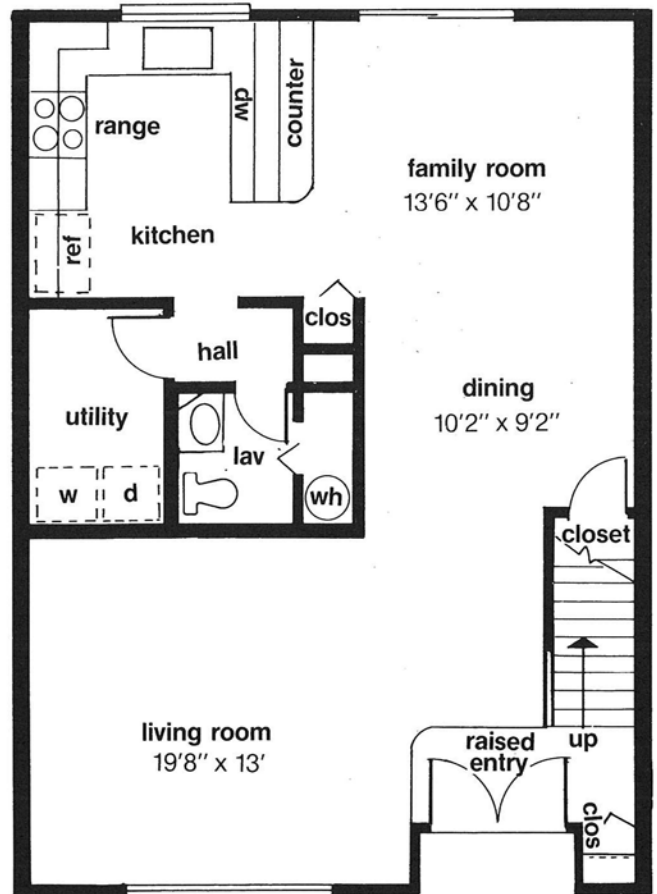 range
dw
counter
family room
13'6" x 10'8"
kitchen
ref
clos
hall
dining
10'2" x 9'2"
utility
lav
w
d
wh
closet
living room
19'8" x 13'
raised
entry
up
clos